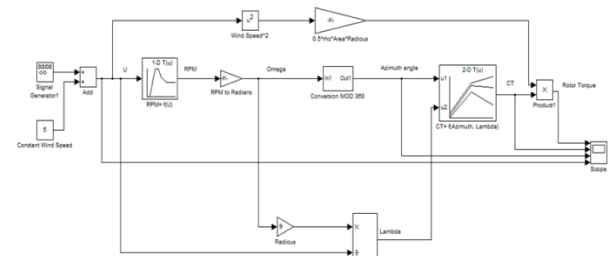 u²
Wind Speed^2
-K-
0.5*rho*Area*Radious
Signal
Generator1
+
+
Add
U
1-D T(u)
RPM= f(U)
RPM
-K-
RPM to Radians
Omega
In1 Out1
Conversion MOD 360
Azimuth angle
2-D T(u)
u1
u2
CT= f(Azimuth, Lambda)
CT
X
Product1
Rotor Torque
Scope
5
Constant Wind Speed
Radious
X
÷
Lambda